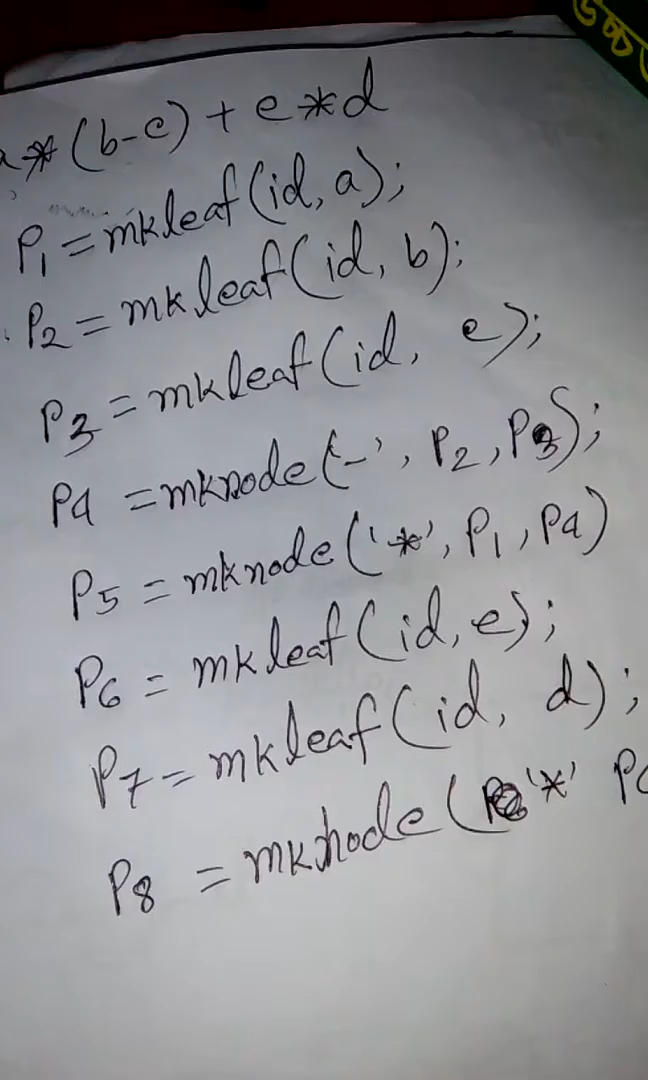 a*(b-e) + e*d
P1 = mkleaf(id, a);
P2 = mkleaf(id, b);
P3 = mkleaf(id, e);
P4 = mknode('-', P2, P3);
P5 = mknode('*', P1, P4)
P6 = mkleaf(id, e);
P7 = mkleaf(id, d);
P8 = mknode( '*' P6